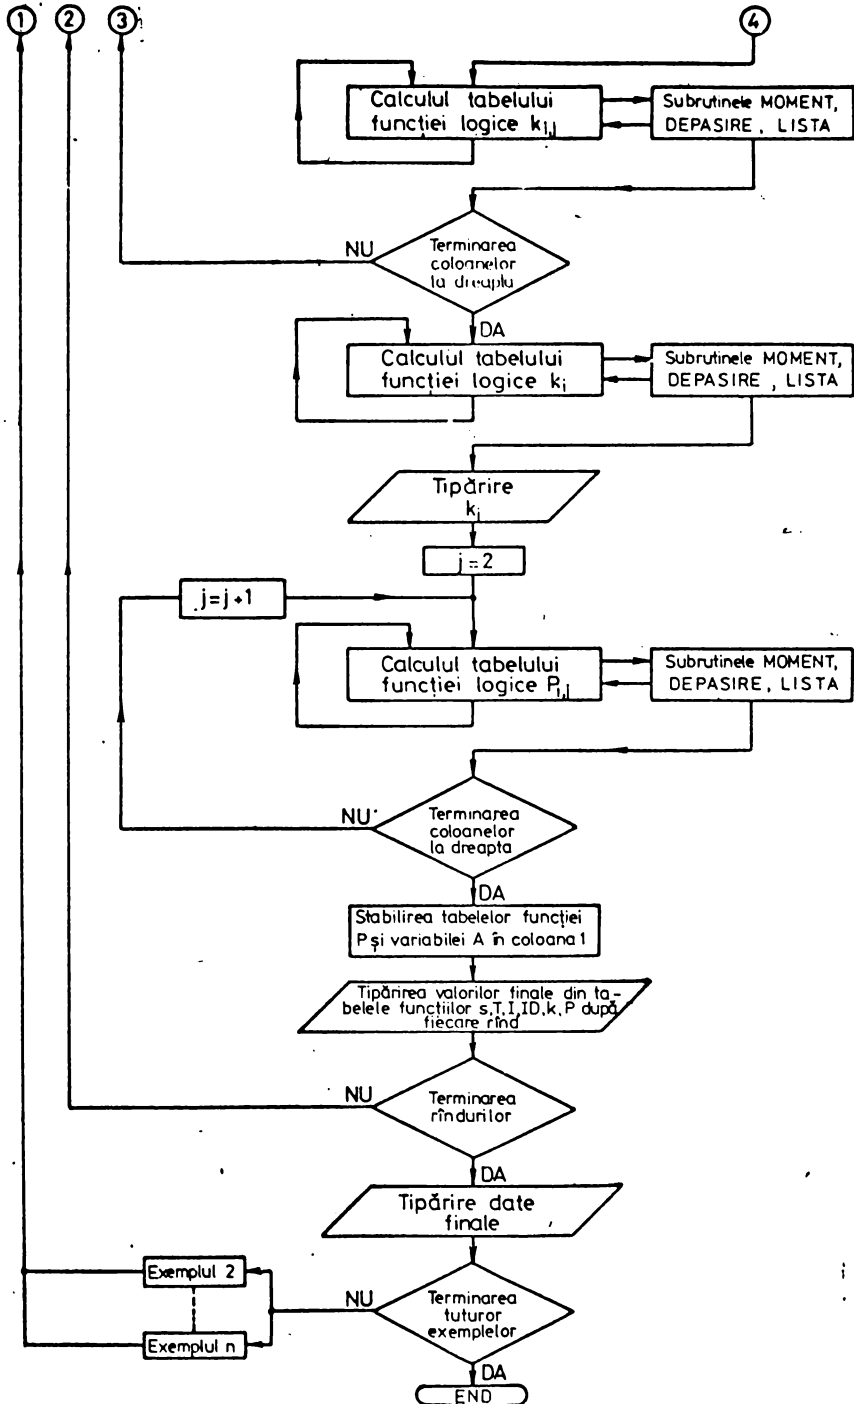 1 2 3 4
Calculul tabelului
funcției logice ki,j
Subrutinele MOMENT,
DEPASIRE, LISTA
Terminarea
coloanelor
la dreapta
NU
DA
Calculul tabelului
funcției logice ki
Subrutinele MOMENT,
DEPASIRE, LISTA
Tipărire
ki
j=2
j=j+1
Calculul tabelului
funcției logice Pi,j
Subrutinele MOMENT,
DEPASIRE, LISTA
NU
Terminarea
coloanelor
la dreapta
DA
Stabilirea tabelelor funcției
P și variabilei A în coloana 1
Tipărirea valorilor finale din ta-
belele funcțiilor s,T,I,ID,k,P după
fiecare rînd
NU
Terminarea
rîndurilor
DA
Tipărire date
finale
Exemplul 2
Exemplul n
NU
Terminarea
tuturor
exemplelor
DA
END